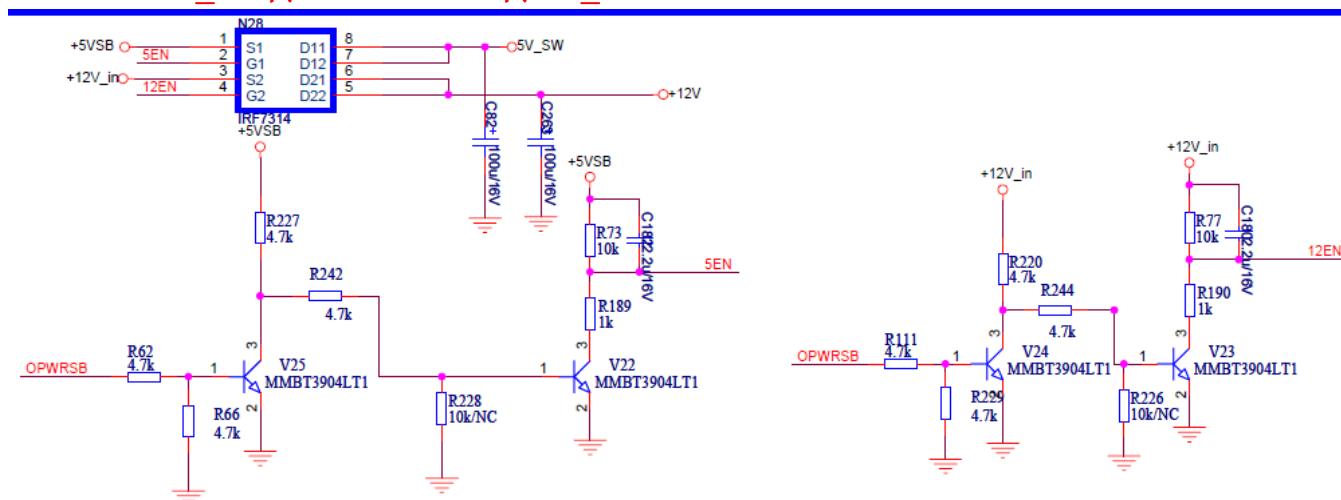 N28
+5VSB 1 S1 D11 8 5V_SW
5EN 2 G1 D12 7
+12V_in 3 S2 D21 6
12EN 4 G2 D22 5 +12V
IRF7314
+5VSB
C82+
100u/16V
100u/16V
+5VSB
R227
4.7k
R73
10k
2.2u/16V
5EN
R242
4.7k
R189
1k
OPWRSB
R62
4.7k
1
3
V25
MMBT3904LT1
2
R66
4.7k
1
3
V22
MMBT3904LT1
2
R228
10k/NC
+12V_in
+12V_in
R220
4.7k
R77
10k
2.2u/16V
12EN
R244
4.7k
R190
1k
OPWRSB
R111
4.7k
1
3
V24
MMBT3904LT1
2
R229
4.7k
1
3
V23
MMBT3904LT1
2
R226
10k/NC